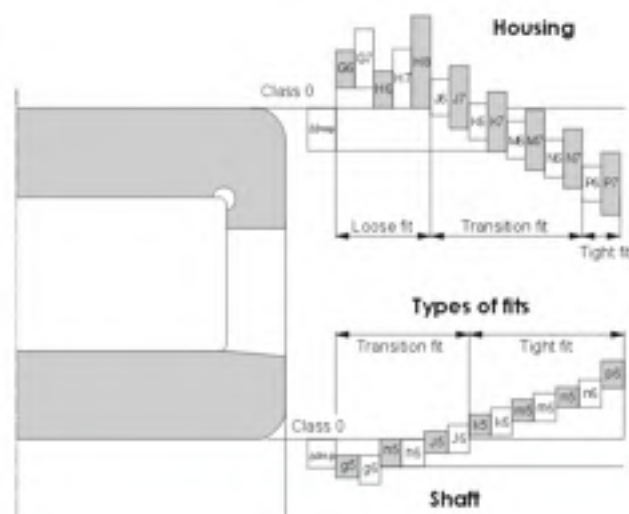 Housing
Class 0
G6
G7
H6
H7
H8
J6
J7
K6
K7
M6
M7
N6
N7
P6
P7
Loose fit
Transition fit
Tight fit
Types of fits
Transition fit
Tight fit
Class 0
g5
g6
h5
h6
j5
j6
k5
k6
m5
m6
n5
n6
p6
Shaft